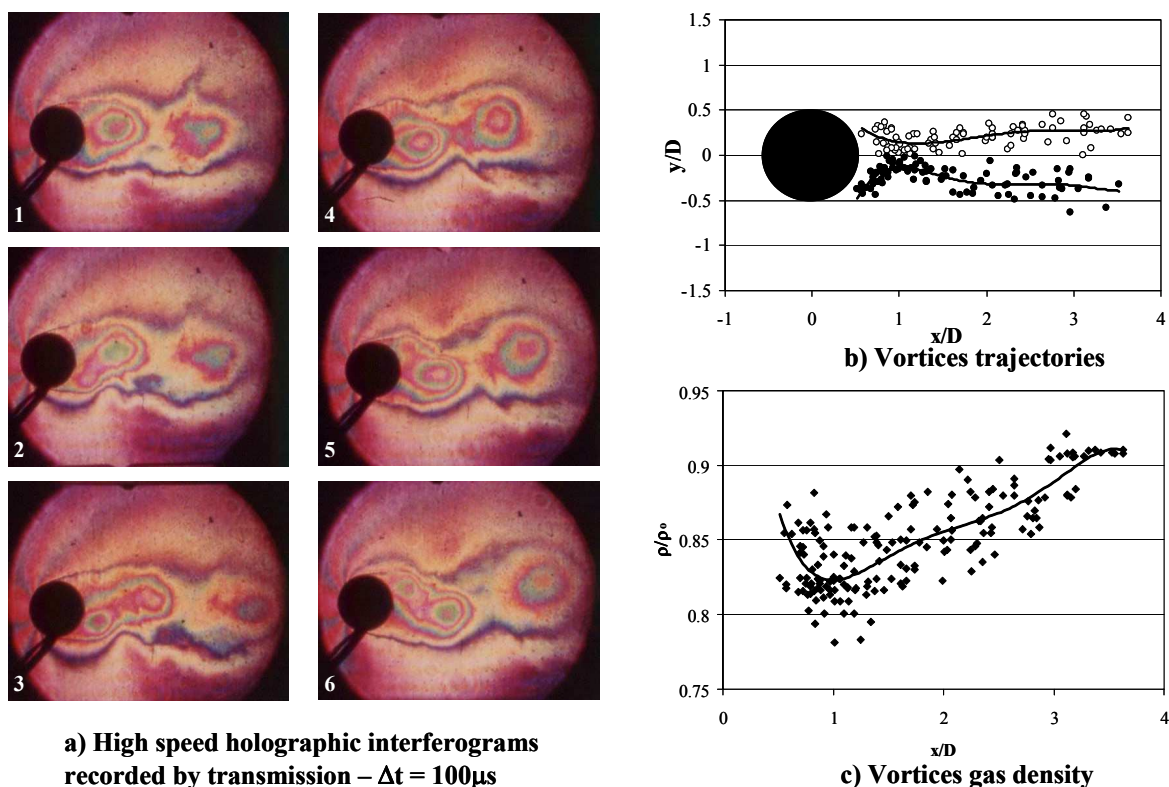 1
4
2
5
3
6
a) High speed holographic interferograms
recorded by transmission – Δt = 100μs
1.5
1
0.5
0
-0.5
-1
-1.5
y/D
-1 0 1 2 3 4
x/D
b) Vortices trajectories
0.95
0.9
0.85
0.8
0.75
ρ/ρo
0 1 2 3 4
x/D
c) Vortices gas density